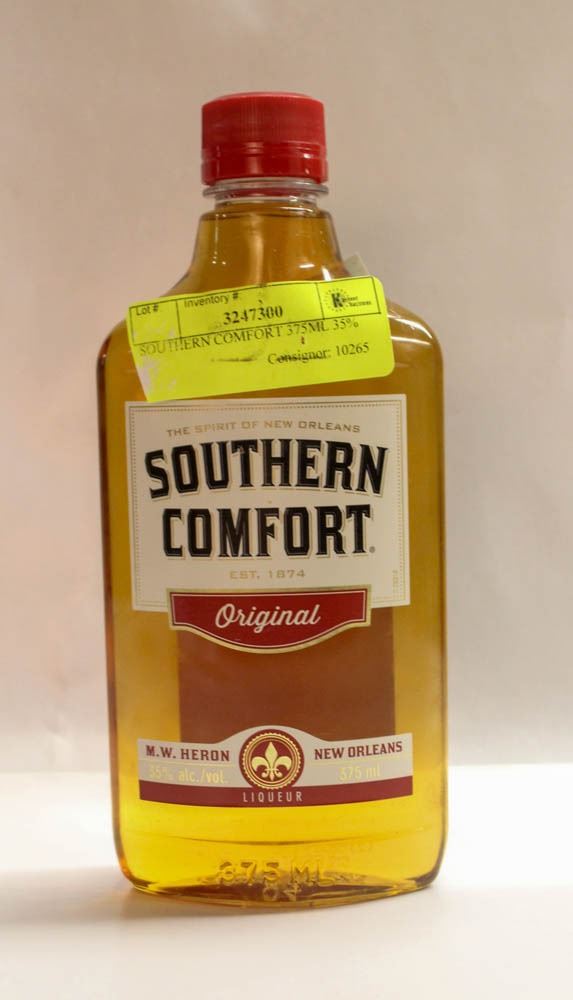 Lot #
Inventory #
3247300
SOUTHERN COMFORT 375ML 35%
Consignor: 10265
THE SPIRIT OF NEW ORLEANS
SOUTHERN
COMFORT
EST. 1874
Original
M.W. HERON NEW ORLEANS
35% alc./vol. 375 ml
LIQUEUR
375 ML